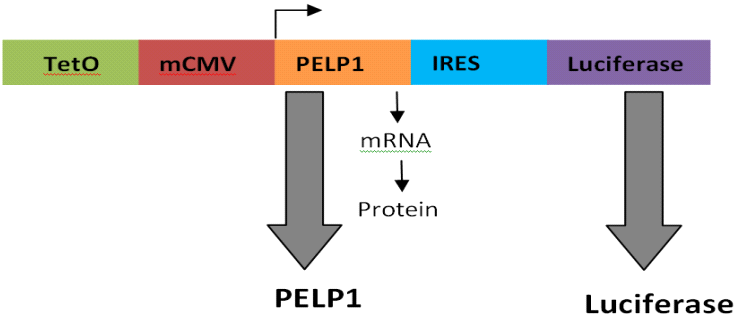 TetO mCMV PELP1 IRES Luciferase
mRNA
Protein
PELP1
Luciferase